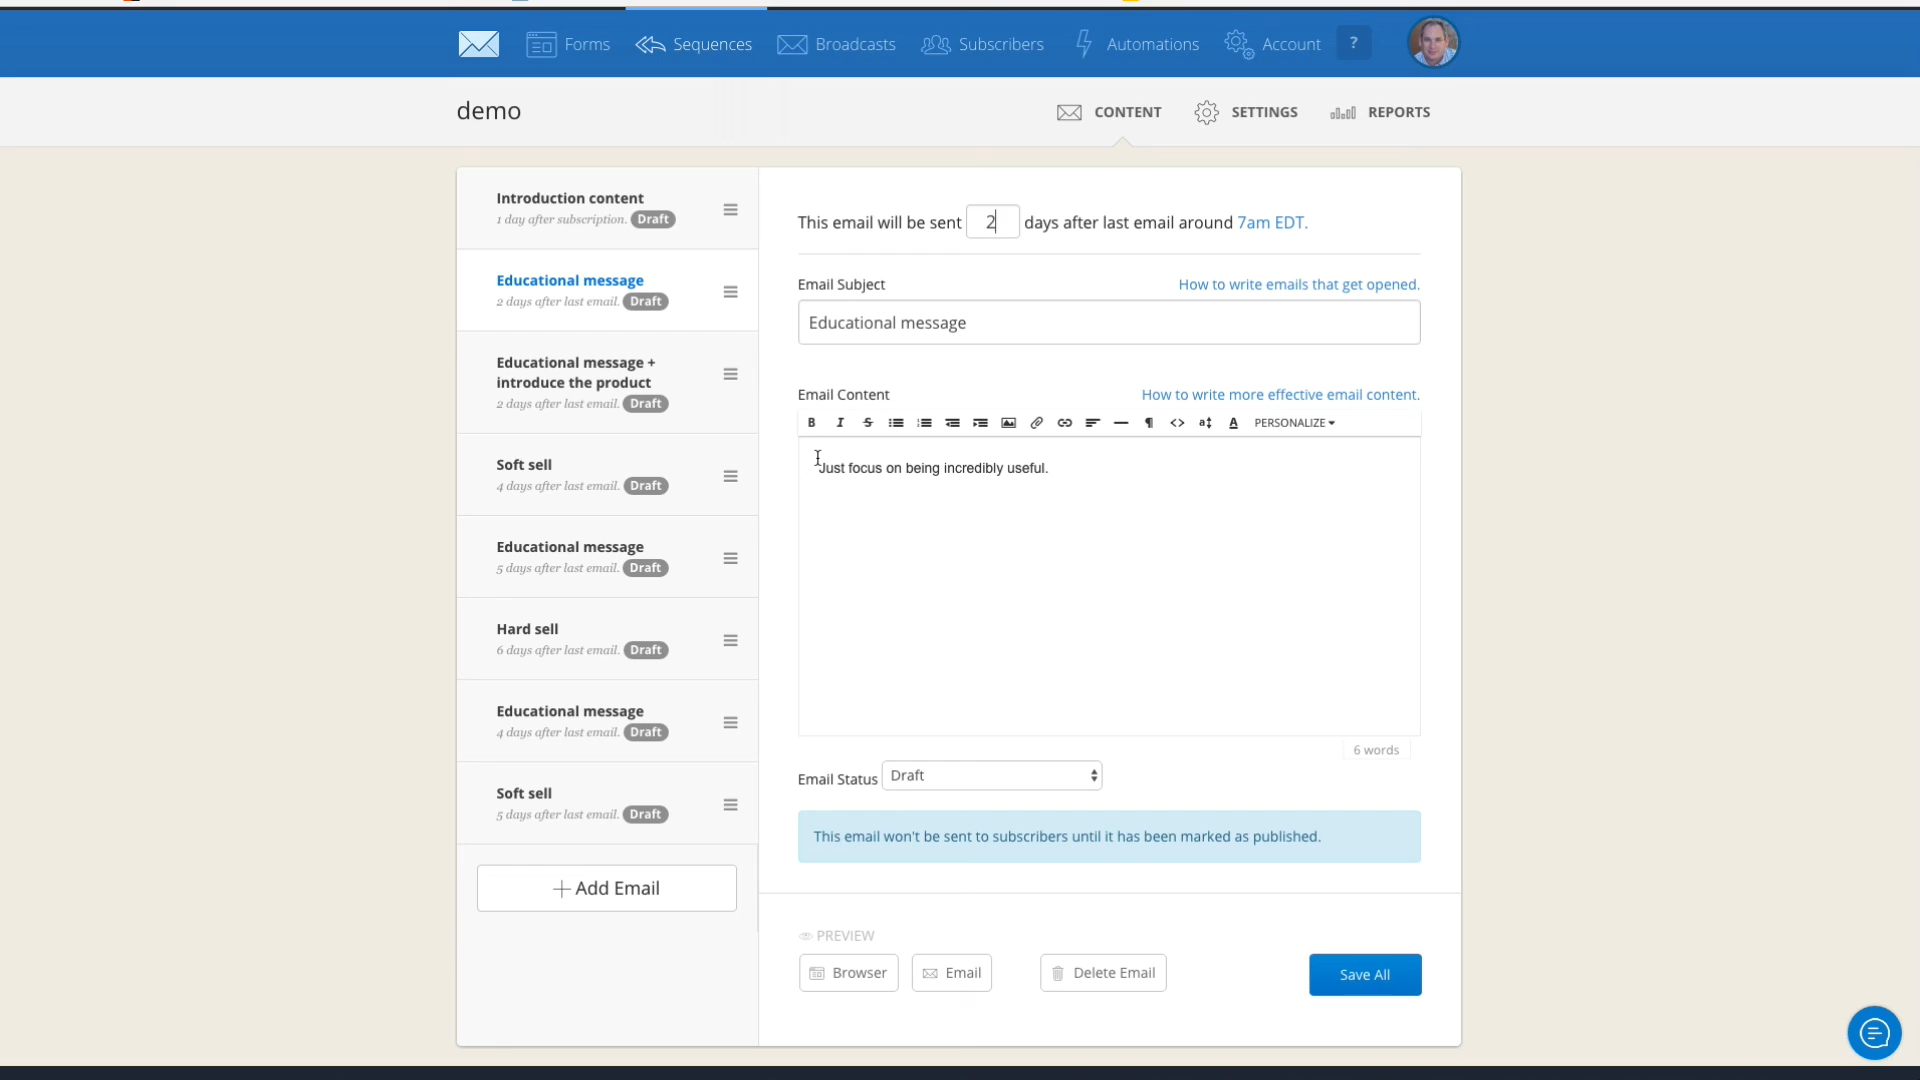 Forms
Sequences
Broadcasts
Subscribers
Automations
Account
?
demo
CONTENT
SETTINGS
REPORTS
Introduction content
1 day after subscription. Draft
Educational message
2 days after last email. Draft
Educational message +
introduce the product
2 days after last email. Draft
Soft sell
4 days after last email. Draft
Educational message
5 days after last email. Draft
Hard sell
6 days after last email. Draft
Educational message
4 days after last email. Draft
Soft sell
5 days after last email. Draft
Add Email
This email will be sent 2 days after last email around 7am EDT.
Email Subject
How to write emails that get opened.
Educational message
Email Content
How to write more effective email content.
B I S a A PERSONALIZE
Just focus on being incredibly useful.
6 words
Email Status Draft
This email won't be sent to subscribers until it has been marked as published.
PREVIEW
Browser
Email
Delete Email
Save All